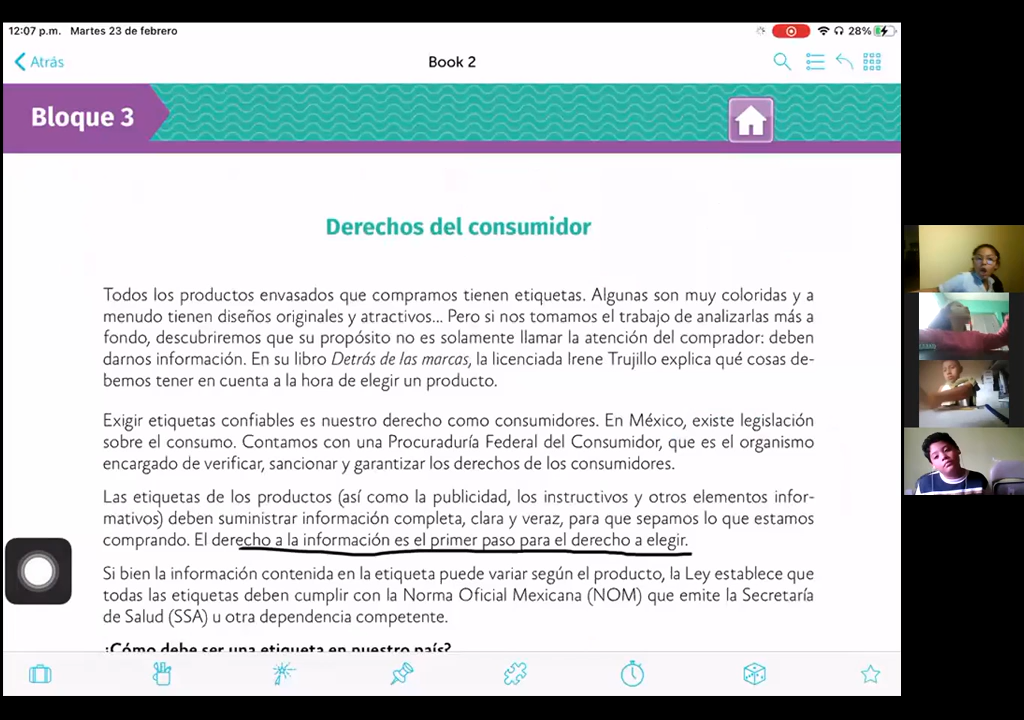 12:07 p.m. Martes 23 de febrero
28%
Atrás
Book 2
Bloque 3
Derechos del consumidor
Todos los productos envasados que compramos tienen etiquetas. Algunas son muy coloridas y a
menudo tienen diseños originales y atractivos... Pero si nos tomamos el trabajo de analizarlas más a
fondo, descubriremos que su propósito no es solamente llamar la atención del comprador: deben
darnos información. En su libro Detrás de las marcas, la licenciada Irene Trujillo explica qué cosas de-
bemos tener en cuenta a la hora de elegir un producto.
Exigir etiquetas confiables es nuestro derecho como consumidores. En México, existe legislación
sobre el consumo. Contamos con una Procuraduría Federal del Consumidor, que es el organismo
encargado de verificar, sancionar y garantizar los derechos de los consumidores.
Las etiquetas de los productos (así como la publicidad, los instructivos y otros elementos infor-
mativos) deben suministrar información completa, clara y veraz, para que sepamos lo que estamos
comprando. El derecho a la información es el primer paso para el derecho a elegir.
Si bien la información contenida en la etiqueta puede variar según el producto, la Ley establece que
todas las etiquetas deben cumplir con la Norma Oficial Mexicana (NOM) que emite la Secretaría
de Salud (SSA) u otra dependencia competente.
¿Cómo debe ser una etiqueta en nuestro país?